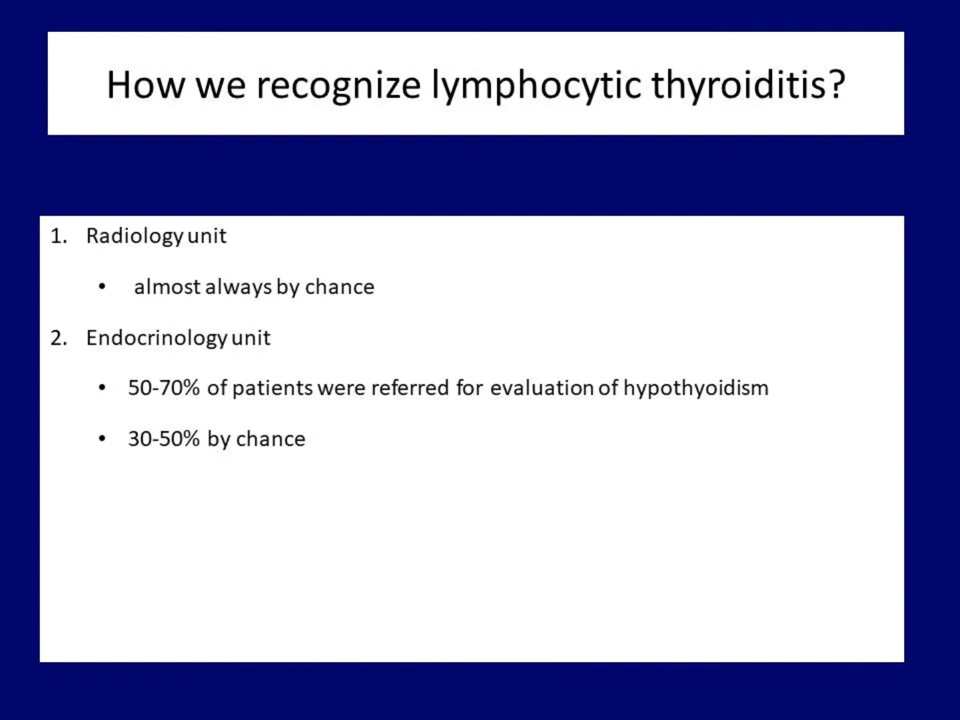 How we recognize lymphocytic thyroiditis?
1. Radiology unit
• almost always by chance
2. Endocrinology unit
• 50-70% of patients were referred for evaluation of hypothyoidism
• 30-50% by chance